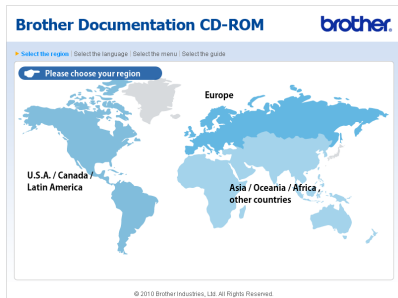 Brother Documentation CD-ROM
brother.
Select the region | Select the language | Select the menu | Select the guide
Please choose your region
Europe
U.S.A. / Canada /
Latin America
Asia / Oceania / Africa ,
other countries
© 2010 Brother Industries, Ltd. All Rights Reserved.